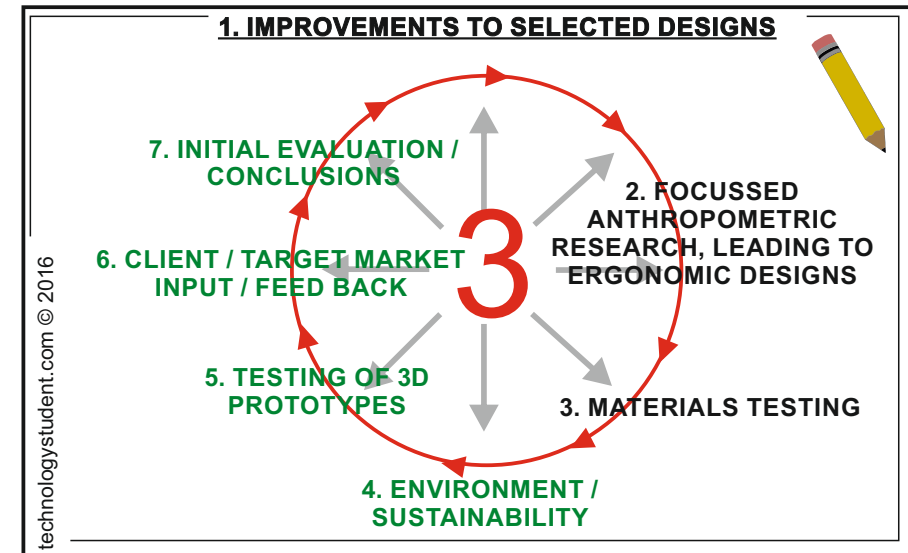 1. IMPROVEMENTS TO SELECTED DESIGNS
7. INITIAL EVALUATION /
CONCLUSIONS
2. FOCUSSED
ANTHROPOMETRIC
RESEARCH, LEADING TO
ERGONOMIC DESIGNS
3
6. CLIENT / TARGET MARKET
INPUT / FEED BACK
5. TESTING OF 3D
PROTOTYPES
3. MATERIALS TESTING
4. ENVIRONMENT /
SUSTAINABILITY
technologystudent.com © 2016